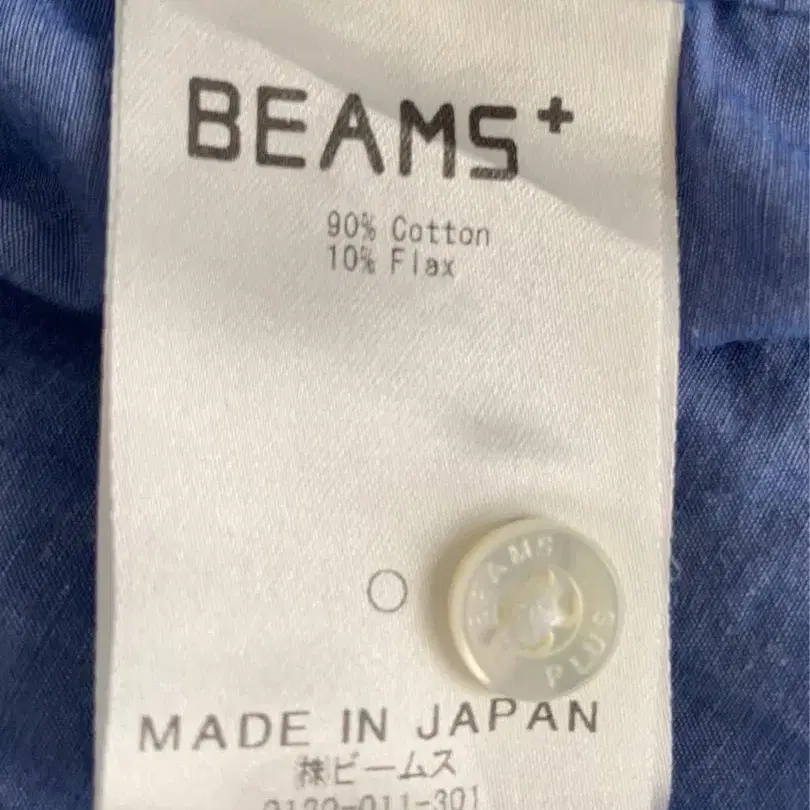 BEAMS+
90% Cotton
10% Flax
BEAMS
PLUS
MADE IN JAPAN
㈱ビームス